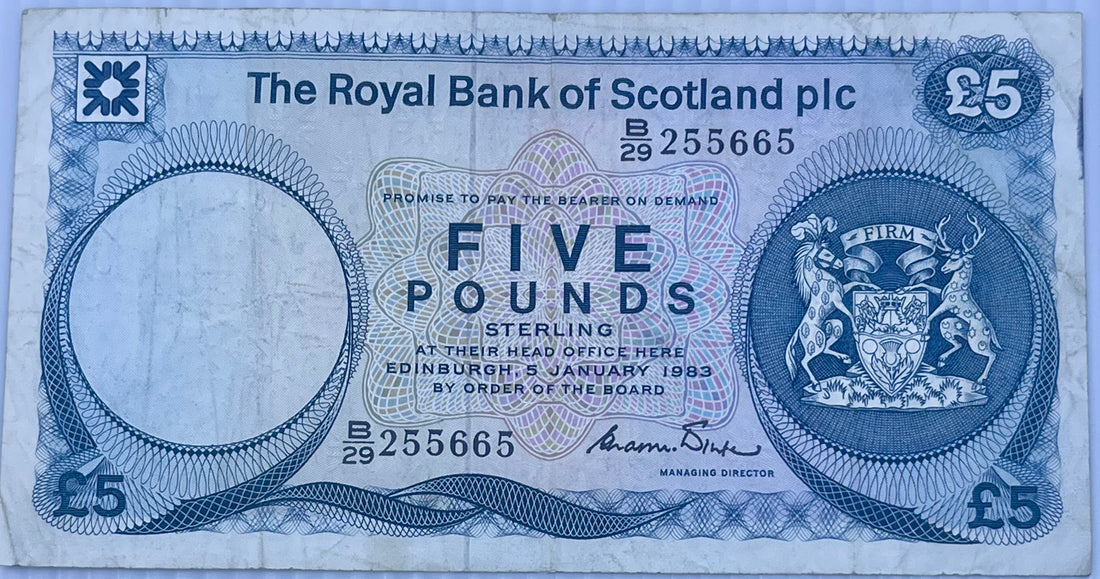 The Royal Bank of Scotland plc
£5
B/29 255665
PROMISE TO PAY THE BEARER ON DEMAND
FIVE
POUNDS
STERLING
AT THEIR HEAD OFFICE HERE
EDINBURGH, 5 JANUARY 1983
BY ORDER OF THE BOARD
FIRM
B/29 255665
MANAGING DIRECTOR
£5
£5